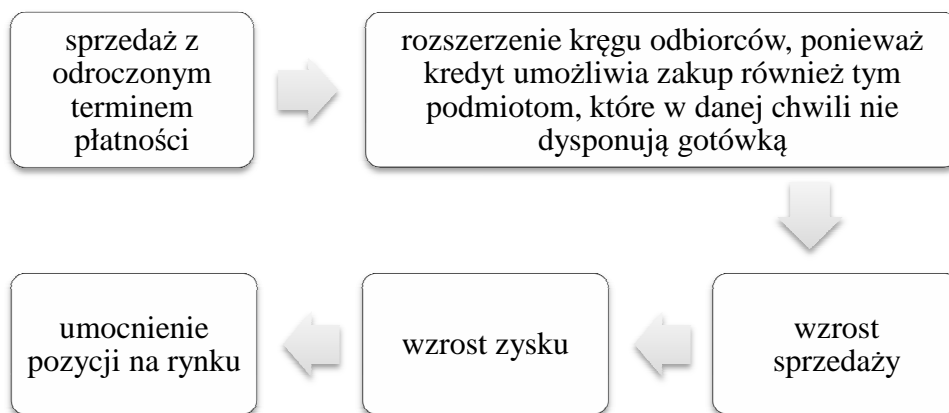 sprzedaż z
odroczonym
terminem
płatności
rozszerzenie kręgu odbiorców, ponieważ
kredyt umożliwia zakup również tym
podmiotom, które w danej chwili nie
dysponują gotówką
wzrost
sprzedaży
wzrost zysku
umocnienie
pozycji na rynku